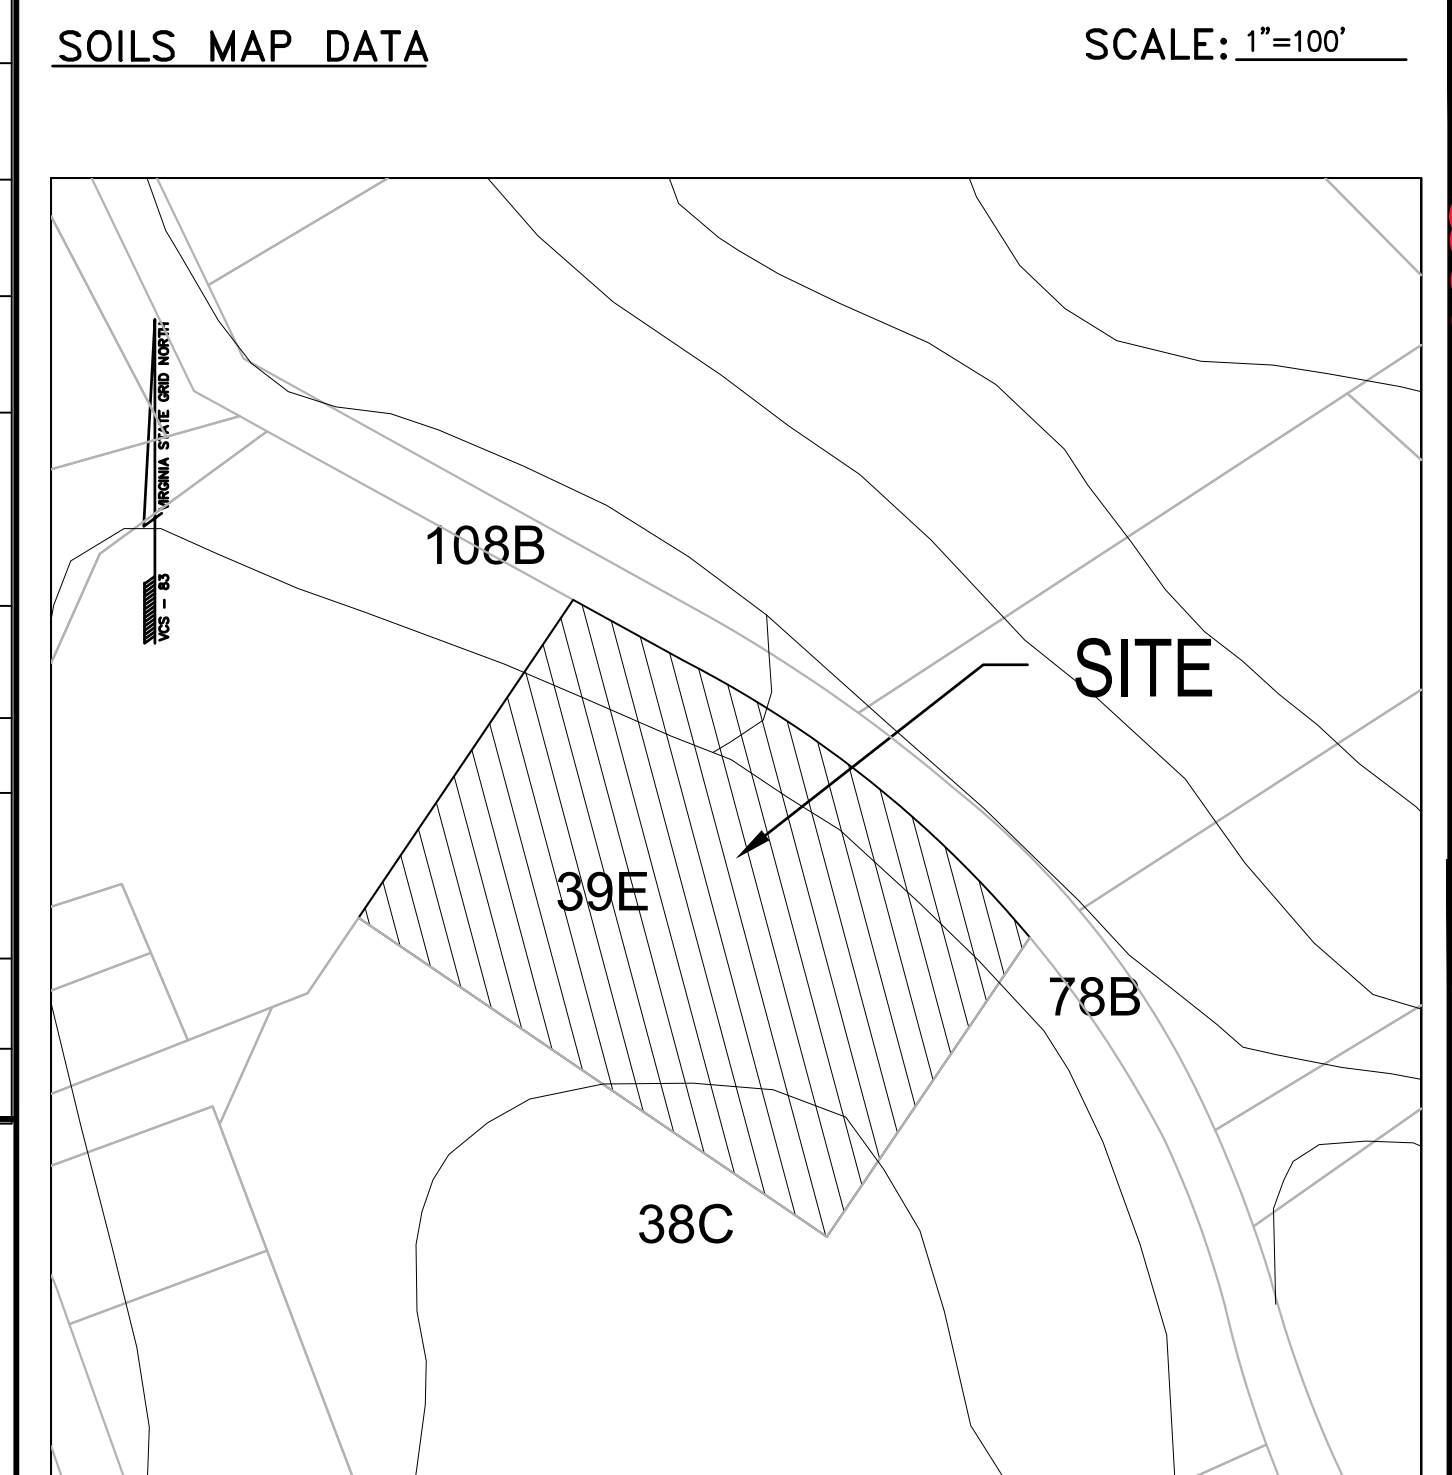 SOILS MAP DATA
SCALE: 1"=100'
VIRGINIA STATE GRID NORTH
VCS - 83
108B
SITE
39E
78B
38C